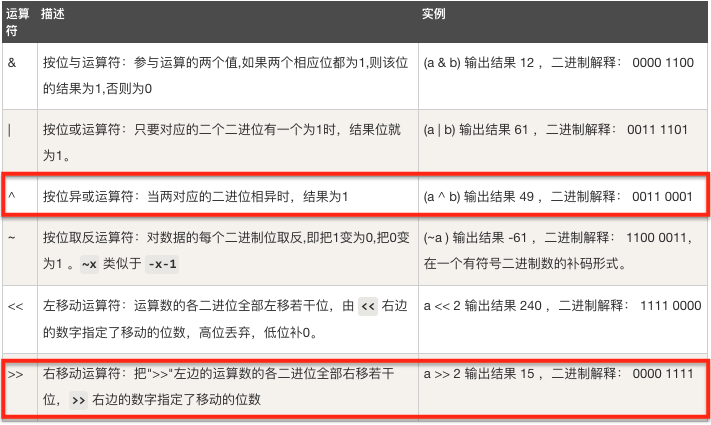 运算符 描述 实例
& 按位与运算符：参与运算的两个值,如果两个相应位都为1,则该位 (a & b) 输出结果 12 ，二进制解释： 0000 1100
的结果为1,否则为0
| 按位或运算符：只要对应的二个二进位有一个为1时，结果位就 (a | b) 输出结果 61 ，二进制解释： 0011 1101
为1。
^ 按位异或运算符：当两对应的二进位相异时，结果为1 (a ^ b) 输出结果 49 ，二进制解释： 0011 0001
~ 按位取反运算符：对数据的每个二进制位取反,即把1变为0,把0变 (~a ) 输出结果 -61 ，二进制解释： 1100 0011，
为1 。~x 类似于 -x-1 在一个有符号二进制数的补码形式。
<< 左移动运算符：运算数的各二进位全部左移若干位，由 << 右边 a << 2 输出结果 240 ，二进制解释： 1111 0000
的数字指定了移动的位数，高位丢弃，低位补0。
>> 右移动运算符：把">>"左边的运算数的各二进位全部右移若干 a >> 2 输出结果 15 ，二进制解释： 0000 1111
位，>> 右边的数字指定了移动的位数